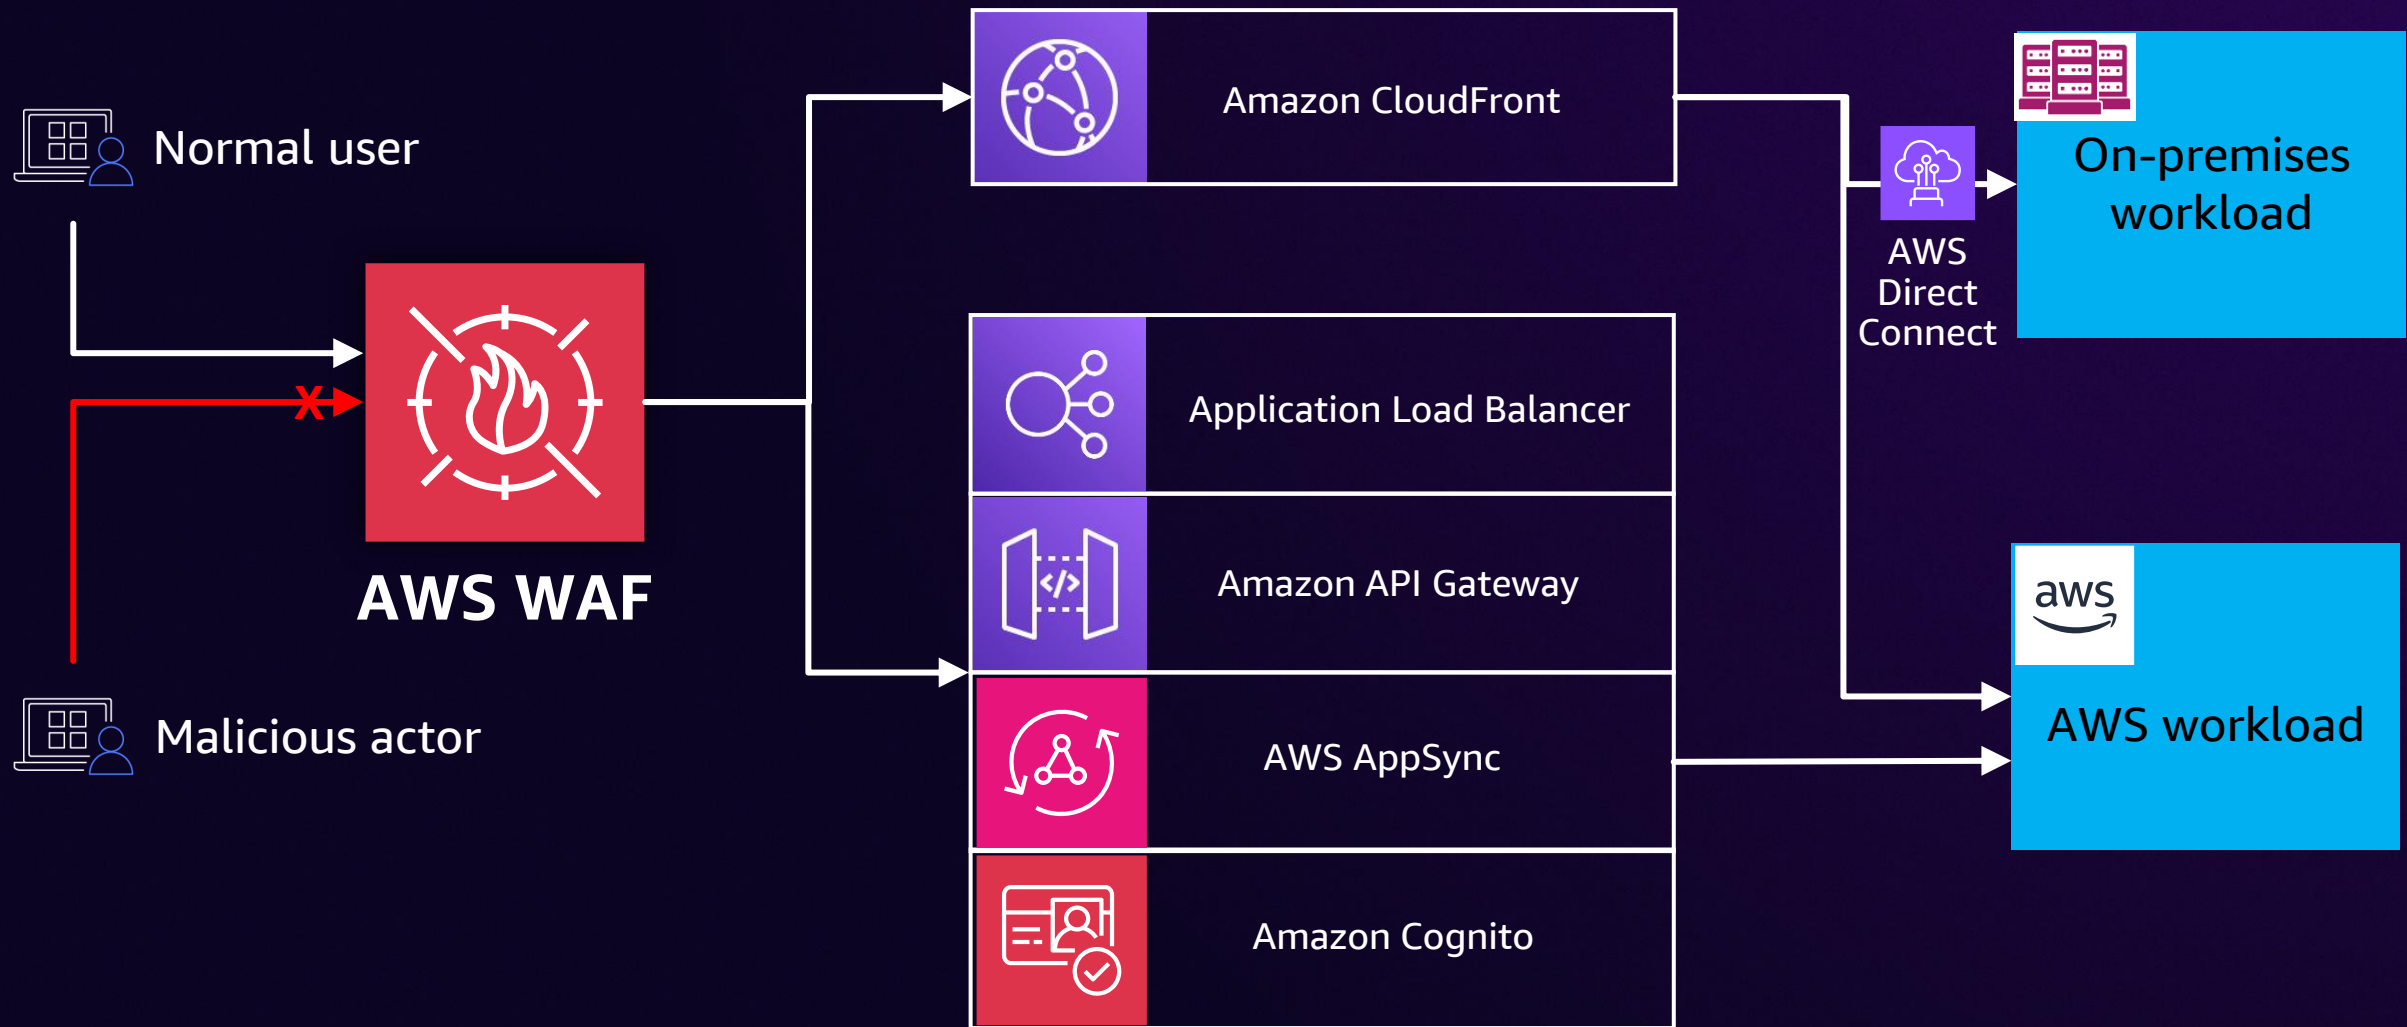 Normal user
X
AWS WAF
Malicious actor
Amazon CloudFront
Application Load Balancer
</>
Amazon API Gateway
AWS AppSync
Amazon Cognito
AWS
Direct
Connect
On-premises
workload
aws
AWS workload